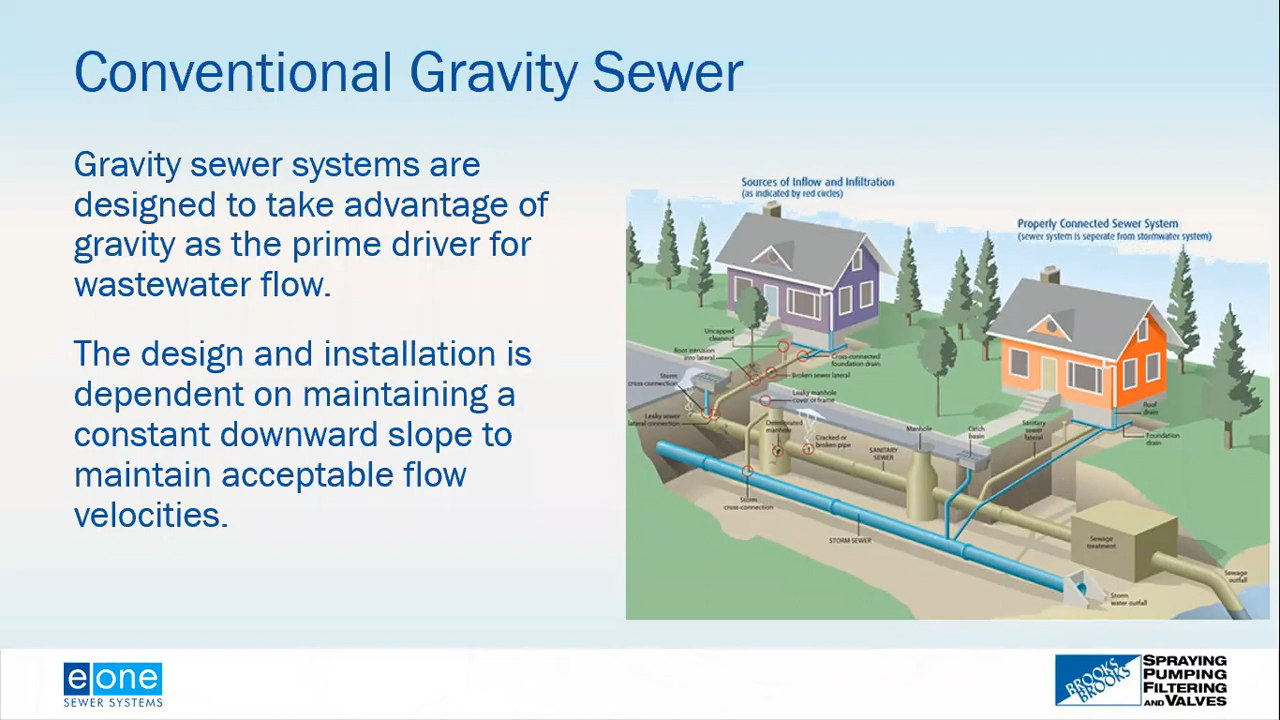 Conventional Gravity Sewer
Gravity sewer systems are
designed to take advantage of
gravity as the prime driver for
wastewater flow.
The design and installation is
dependent on maintaining a
constant downward slope to
maintain acceptable flow
velocities.
Sources of Inflow and Infiltration
(as indicated by red circles)
Properly Connected Sewer System
(sewer system is seperate from stormwater system)
Uncapped
cleanout
Root intrusion
into lateral
Cross-connected
foundation drain
Broken sewer lateral
Storm
cross-connection
Leaky manhole
cover or frame
Leaky sewer
lateral connection
Deteriorated
manhole
Cracked or
broken pipe
SANITARY
SEWER
Manhole
Catch
basin
Sanitary
sewer
lateral
Roof
drain
Foundation
drain
Storm
cross-connection
STORM SEWER
Sewage
treatment
Sewage
outfall
Storm
water outfall
e one
SEWER SYSTEMS
BROOKS
BROOKS
SPRAYING
PUMPING
FILTERING
AND VALVES